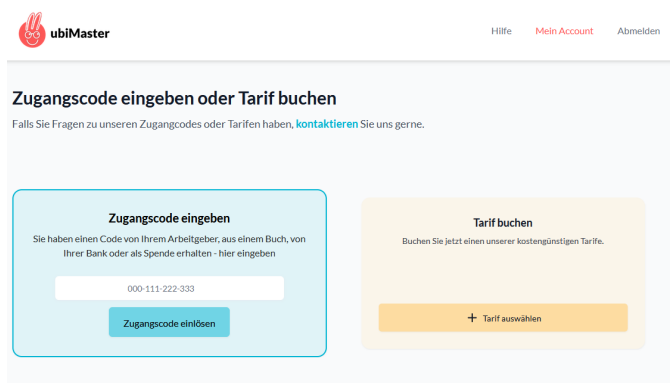 ubiMaster
Hilfe Mein Account Abmelden
Zugangscode eingeben oder Tarif buchen
Falls Sie Fragen zu unseren Zugangcodes oder Tarifen haben, kontaktieren Sie uns gerne.
Zugangscode eingeben
Sie haben einen Code von Ihrem Arbeitgeber, aus einem Buch, von
Ihrer Bank oder als Spende erhalten - hier eingeben
000-111-222-333
Zugangscode einlösen
Tarif buchen
Buchen Sie jetzt einen unserer kostengünstigen Tarife.
+ Tarif auswählen